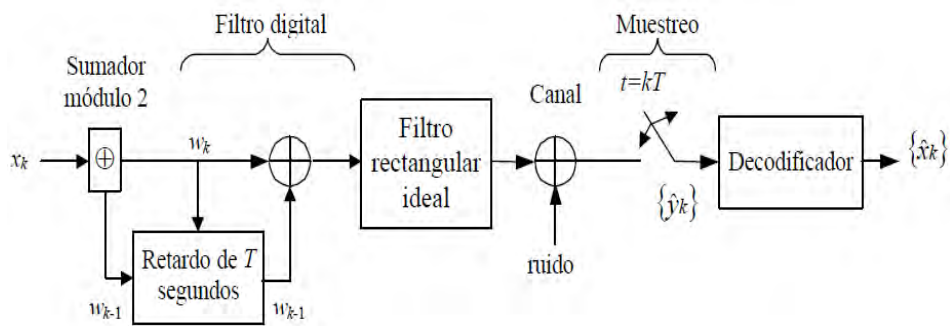 Filtro digital
Muestreo
Sumador
módulo 2
t=kT
Canal
x_k
⊕
w_k
Filtro
rectangular
ideal
Decodificador
{x̂_k}
{ŷ_k}
Retardo de T
segundos
ruido
w_{k-1}
w_{k-1}